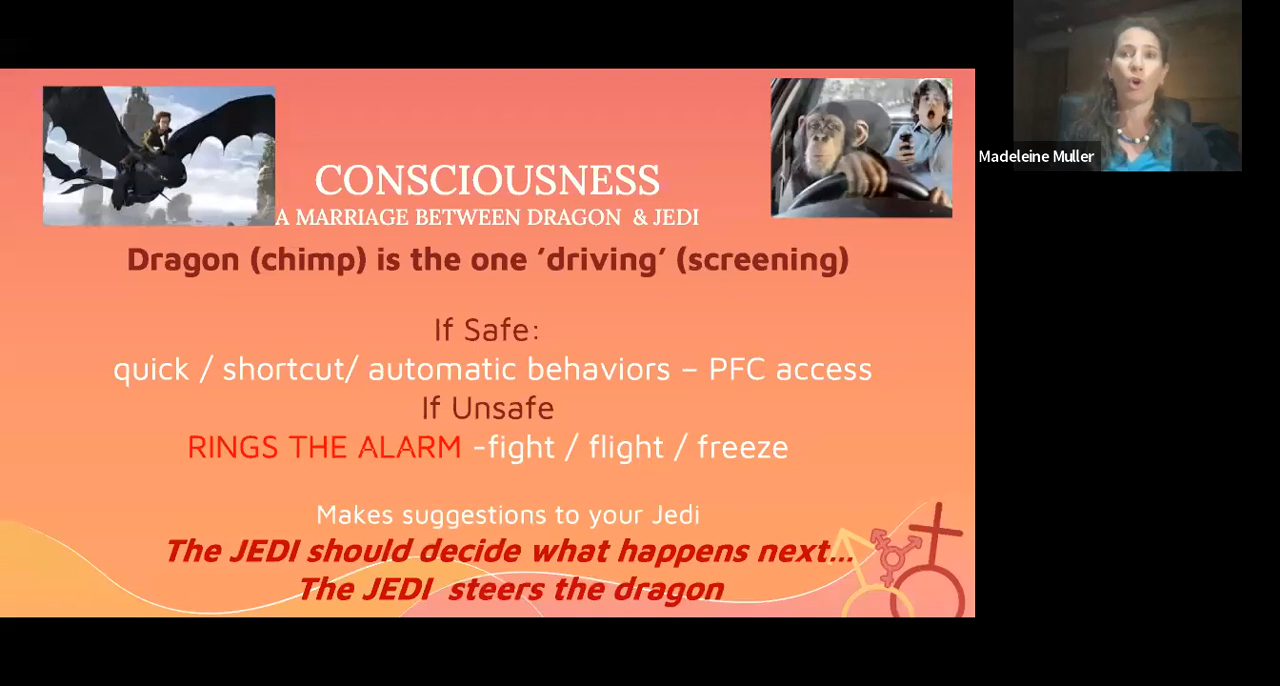 CONSCIOUSNESS
A MARRIAGE BETWEEN DRAGON & JEDI
Dragon (chimp) is the one ’driving’ (screening)
If Safe:
quick / shortcut/ automatic behaviors – PFC access
If Unsafe
RINGS THE ALARM -fight / flight / freeze
Makes suggestions to your Jedi
The JEDI should decide what happens next...
The JEDI steers the dragon
Madeleine Muller